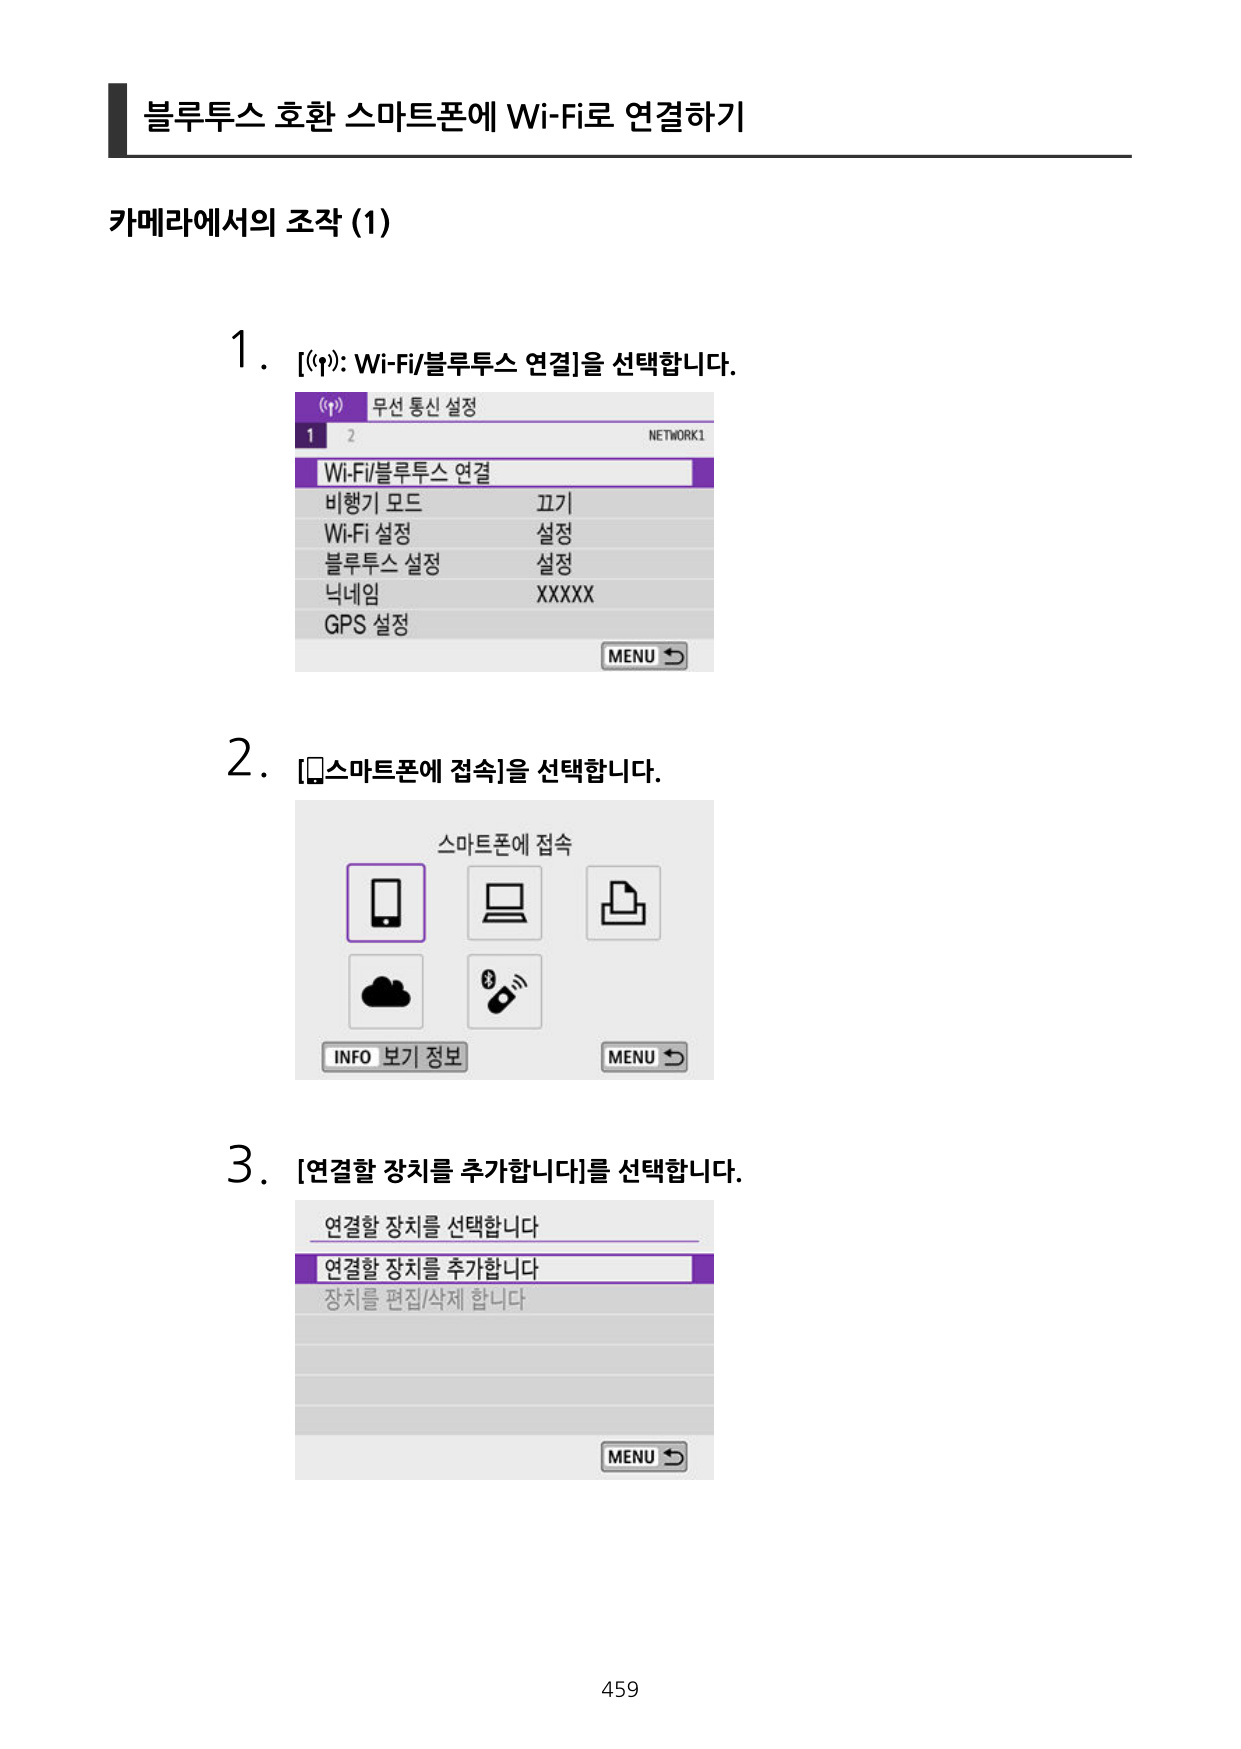 블루투스 호환 스마트폰에 Wi-Fi로 연결하기
카메라에서의 조작 (1)
1. [: Wi-Fi/블루투스 연결]을 선택합니다.
무선 통신 설정
1 2 NETWORK1
Wi-Fi/블루투스 연결
비행기 모드 끄기
Wi-Fi 설정 설정
블루투스 설정 설정
닉네임 XXXXX
GPS 설정
MENU
2. [스마트폰에 접속]을 선택합니다.
스마트폰에 접속
INFO 보기 정보 MENU
3. [연결할 장치를 추가합니다]를 선택합니다.
연결할 장치를 선택합니다
연결할 장치를 추가합니다
장치를 편집/삭제 합니다
MENU
459